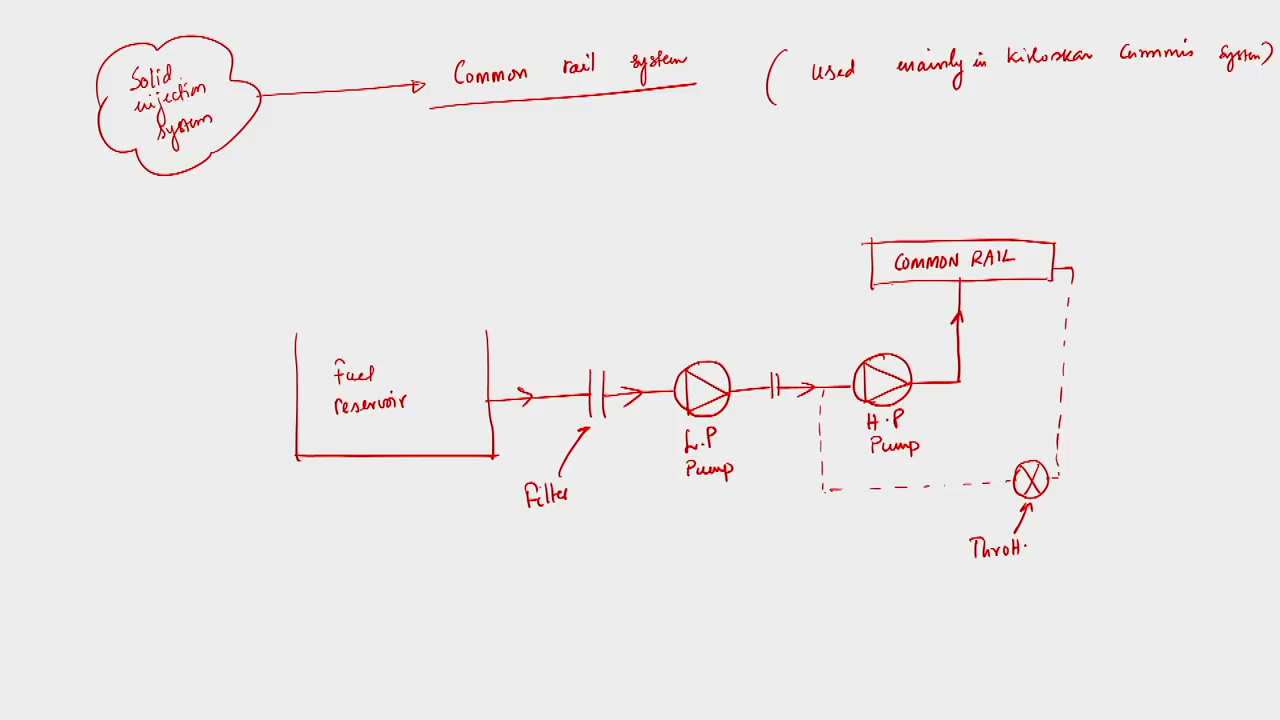 Solid
injection
system
Common rail system
( Used mainly in Kirloskar Cummins system)
COMMON RAIL
Fuel
reservoir
H.P
Pump
L.P
Pump
Filter
Thrott.